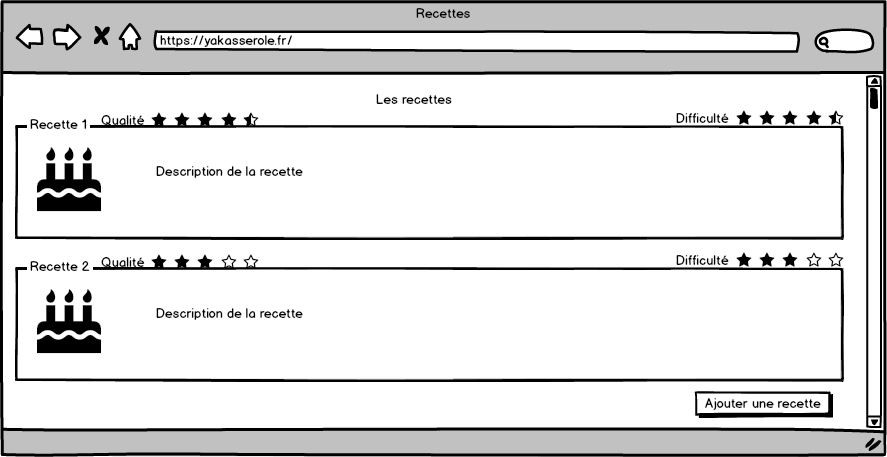 Recettes
https://yakasserole.fr/
Les recettes
Recette 1 Qualité Difficulté
Description de la recette
Recette 2 Qualité Difficulté
Description de la recette
Ajouter une recette